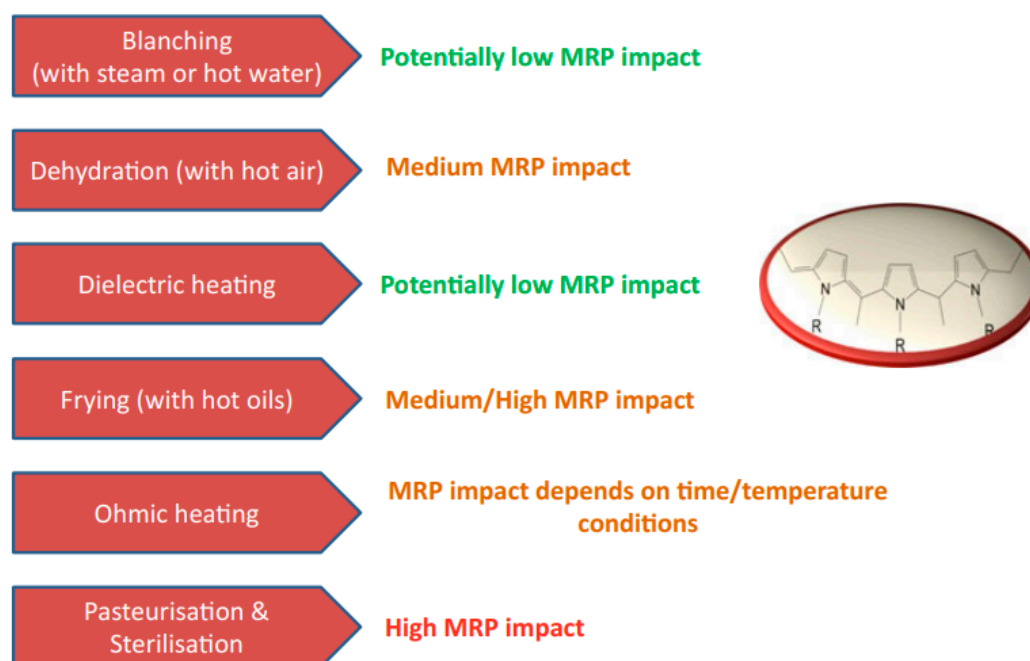 Blanching
(with steam or hot water)
Potentially low MRP impact
Dehydration (with hot air)
Medium MRP impact
Dielectric heating
Potentially low MRP impact
N
R
N
R
N
R
Frying (with hot oils)
Medium/High MRP impact
Ohmic heating
MRP impact depends on time/temperature
conditions
Pasteurisation &
Sterilisation
High MRP impact